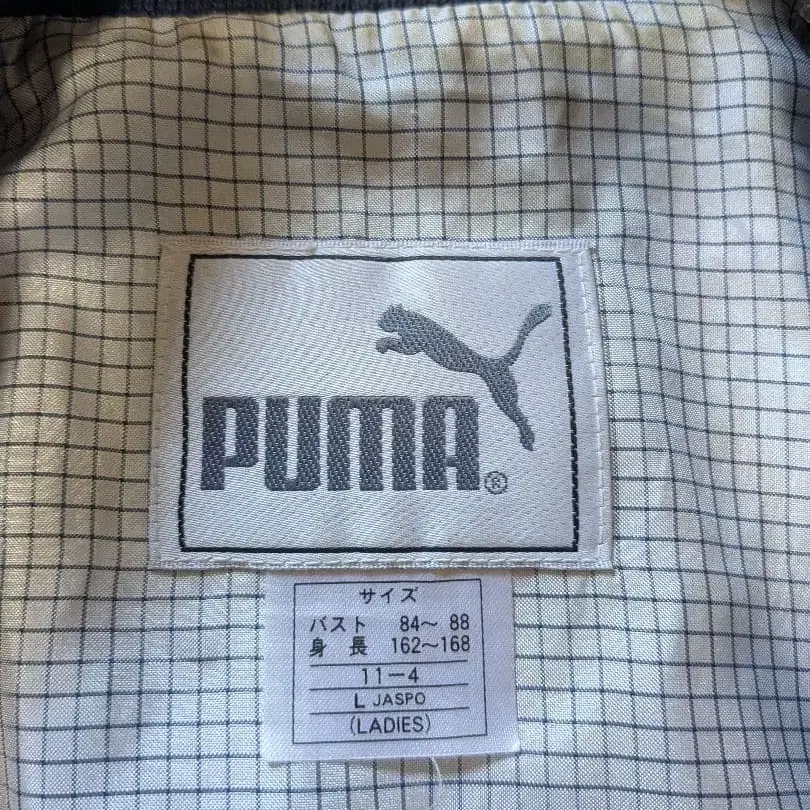 PUMA®
サイズ
バスト 84〜 88
身 長 162〜168
11－4
L JASPO
(LADIES)